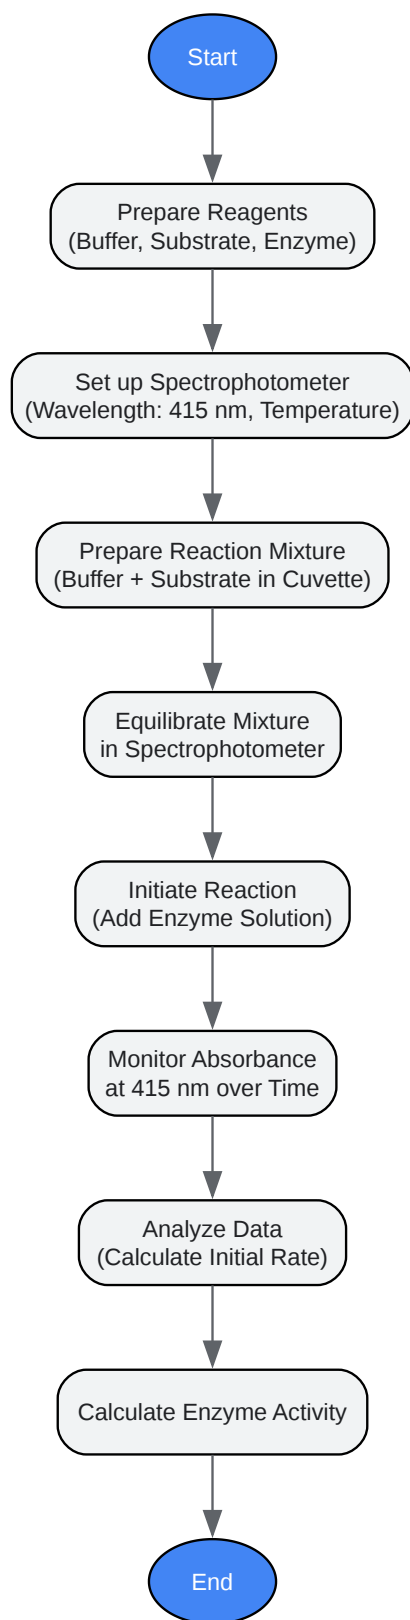 Start
Prepare Reagents
(Buffer, Substrate, Enzyme)
Set up Spectrophotometer
(Wavelength: 415 nm, Temperature)
Prepare Reaction Mixture
(Buffer + Substrate in Cuvette)
Equilibrate Mixture
in Spectrophotometer
Initiate Reaction
(Add Enzyme Solution)
Monitor Absorbance
at 415 nm over Time
Analyze Data
(Calculate Initial Rate)
Calculate Enzyme Activity
End